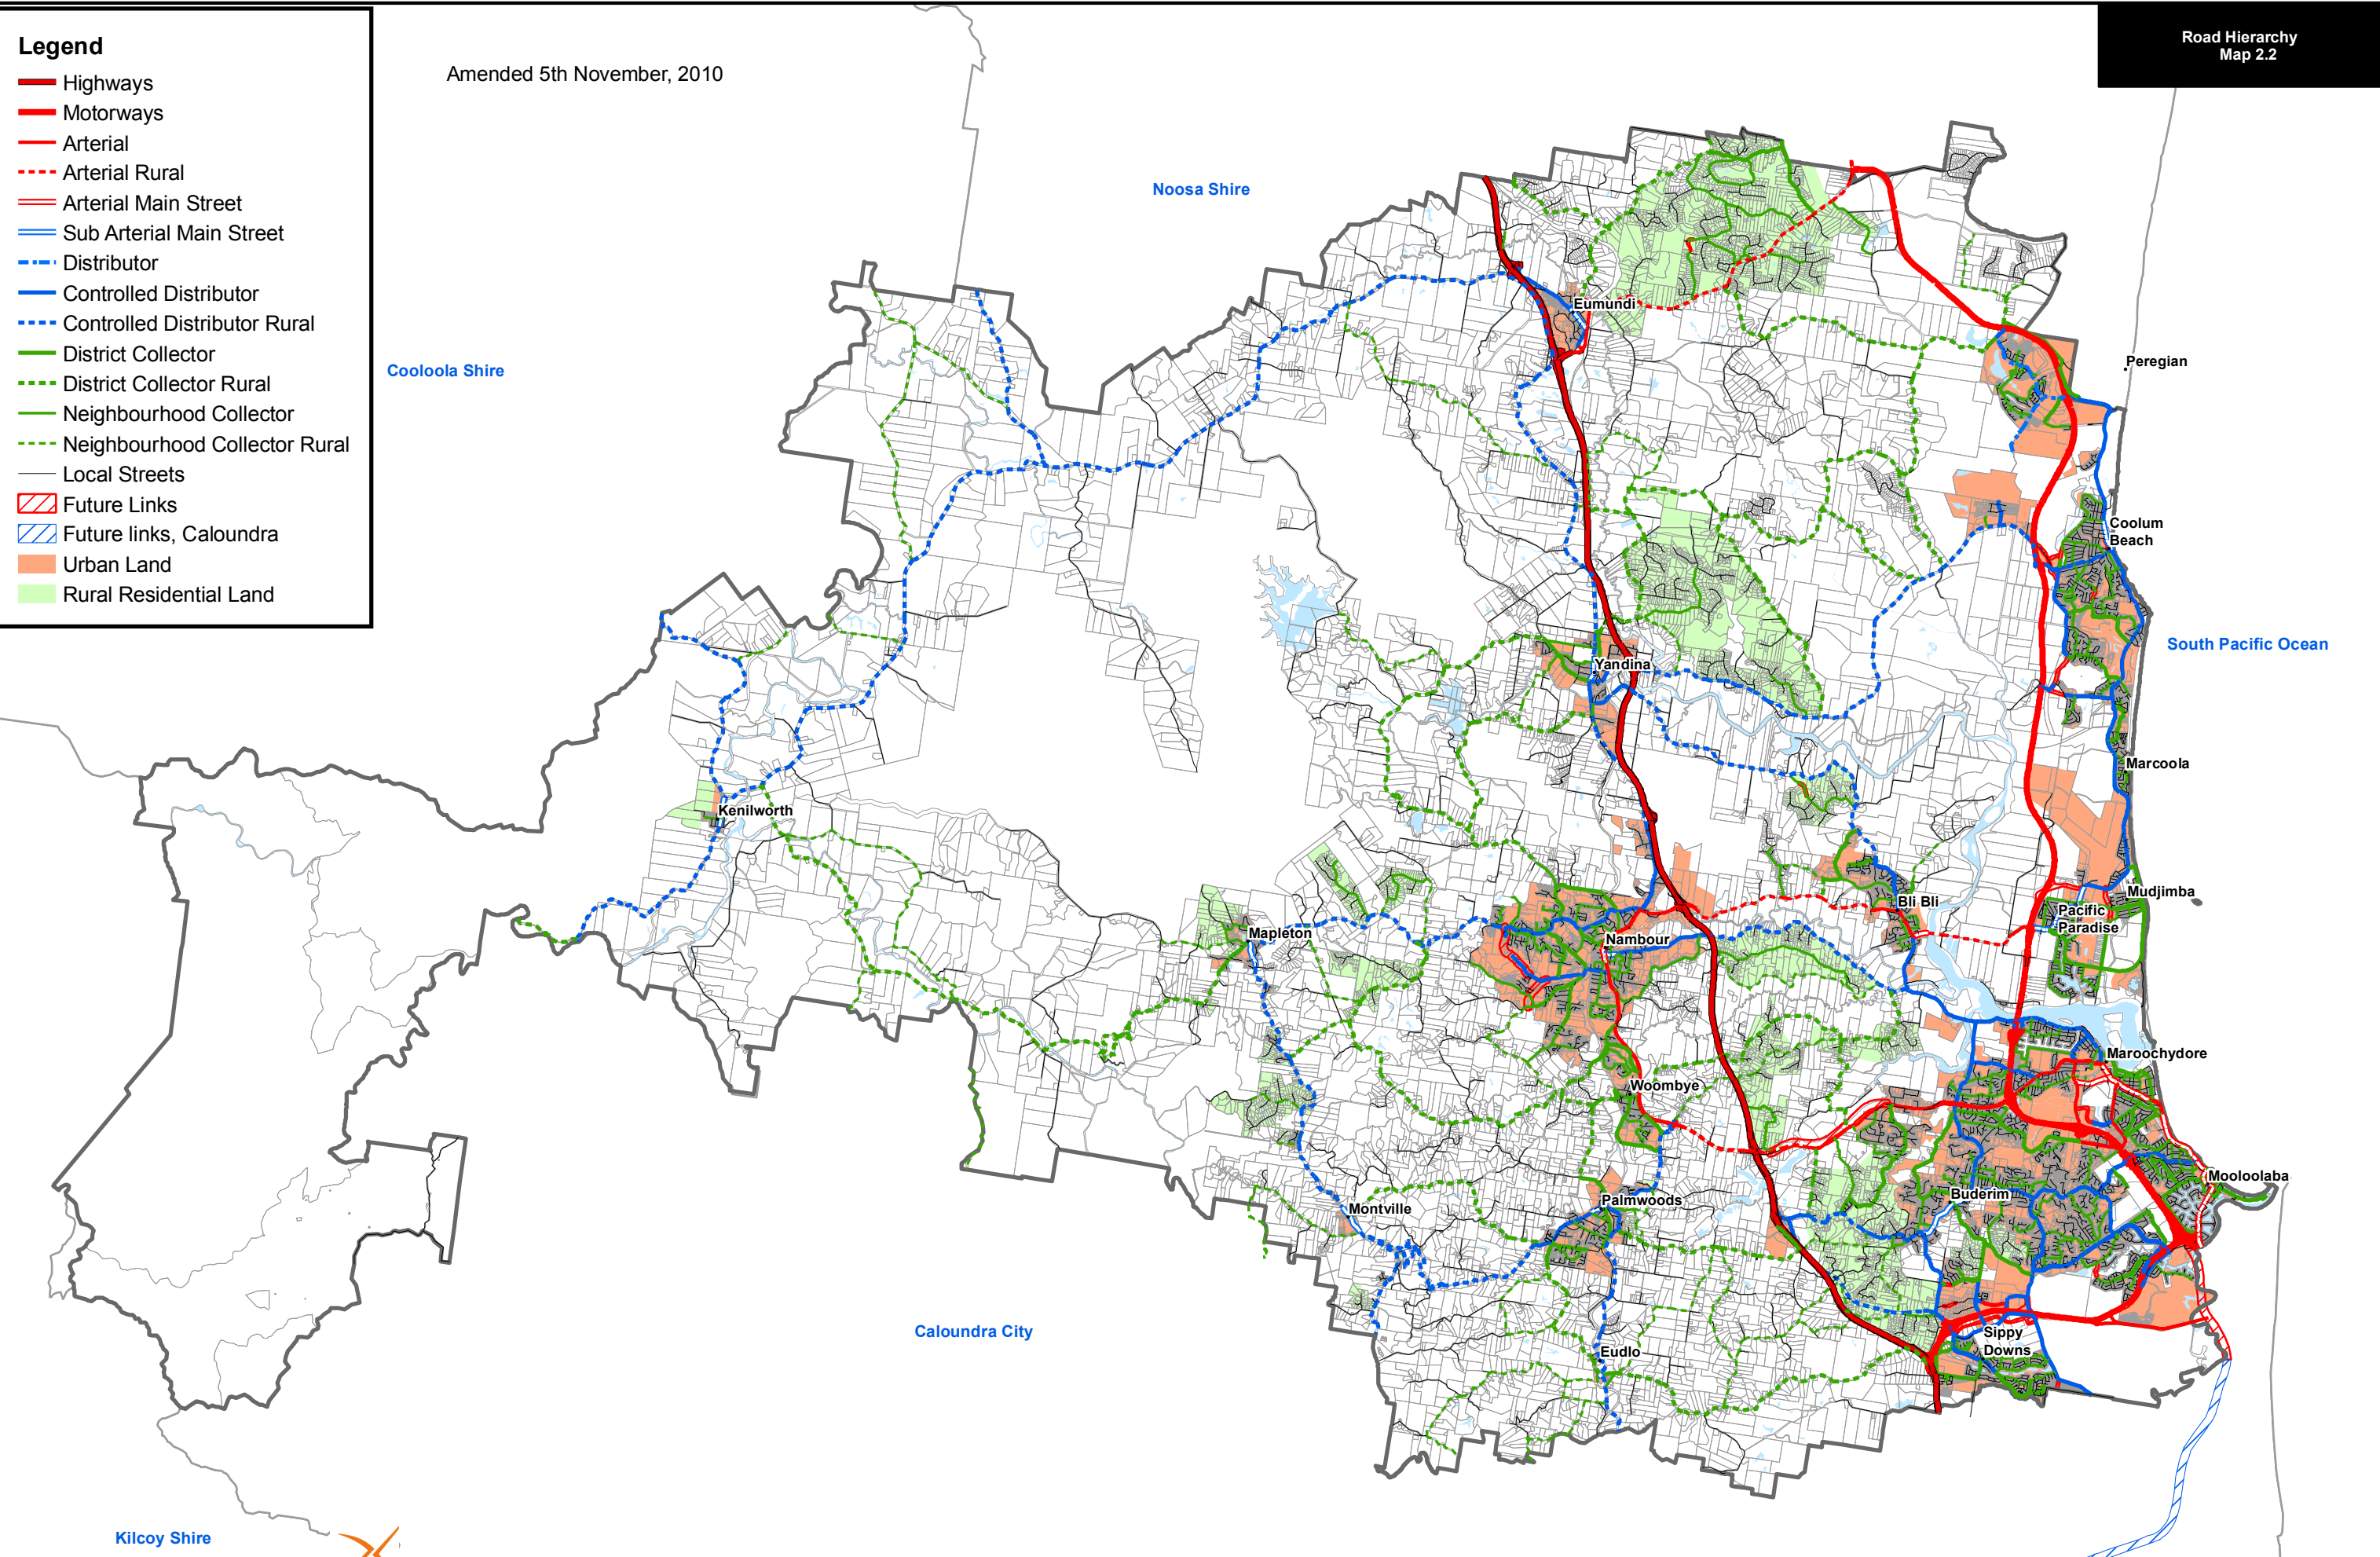 Legend
Highways
Motorways
Arterial
Arterial Rural
Arterial Main Street
Sub Arterial Main Street
Distributor
Controlled Distributor
Controlled Distributor Rural
District Collector
District Collector Rural
Neighbourhood Collector
Neighbourhood Collector Rural
Local Streets
Future Links
Future links, Caloundra
Urban Land
Rural Residential Land
Amended 5th November, 2010
Road Hierarchy
Map 2.2
Noosa Shire
Cooloola Shire
Eumundi
Peregian
Coolum
Beach
South Pacific Ocean
Yandina
Marcoola
Kenilworth
Mudjimba
Bli Bli
Pacific
Paradise
Mapleton
Nambour
Maroochydore
Woombye
Mooloolaba
Buderim
Palmwoods
Montville
Caloundra City
Sippy
Downs
Eudlo
Kilcoy Shire